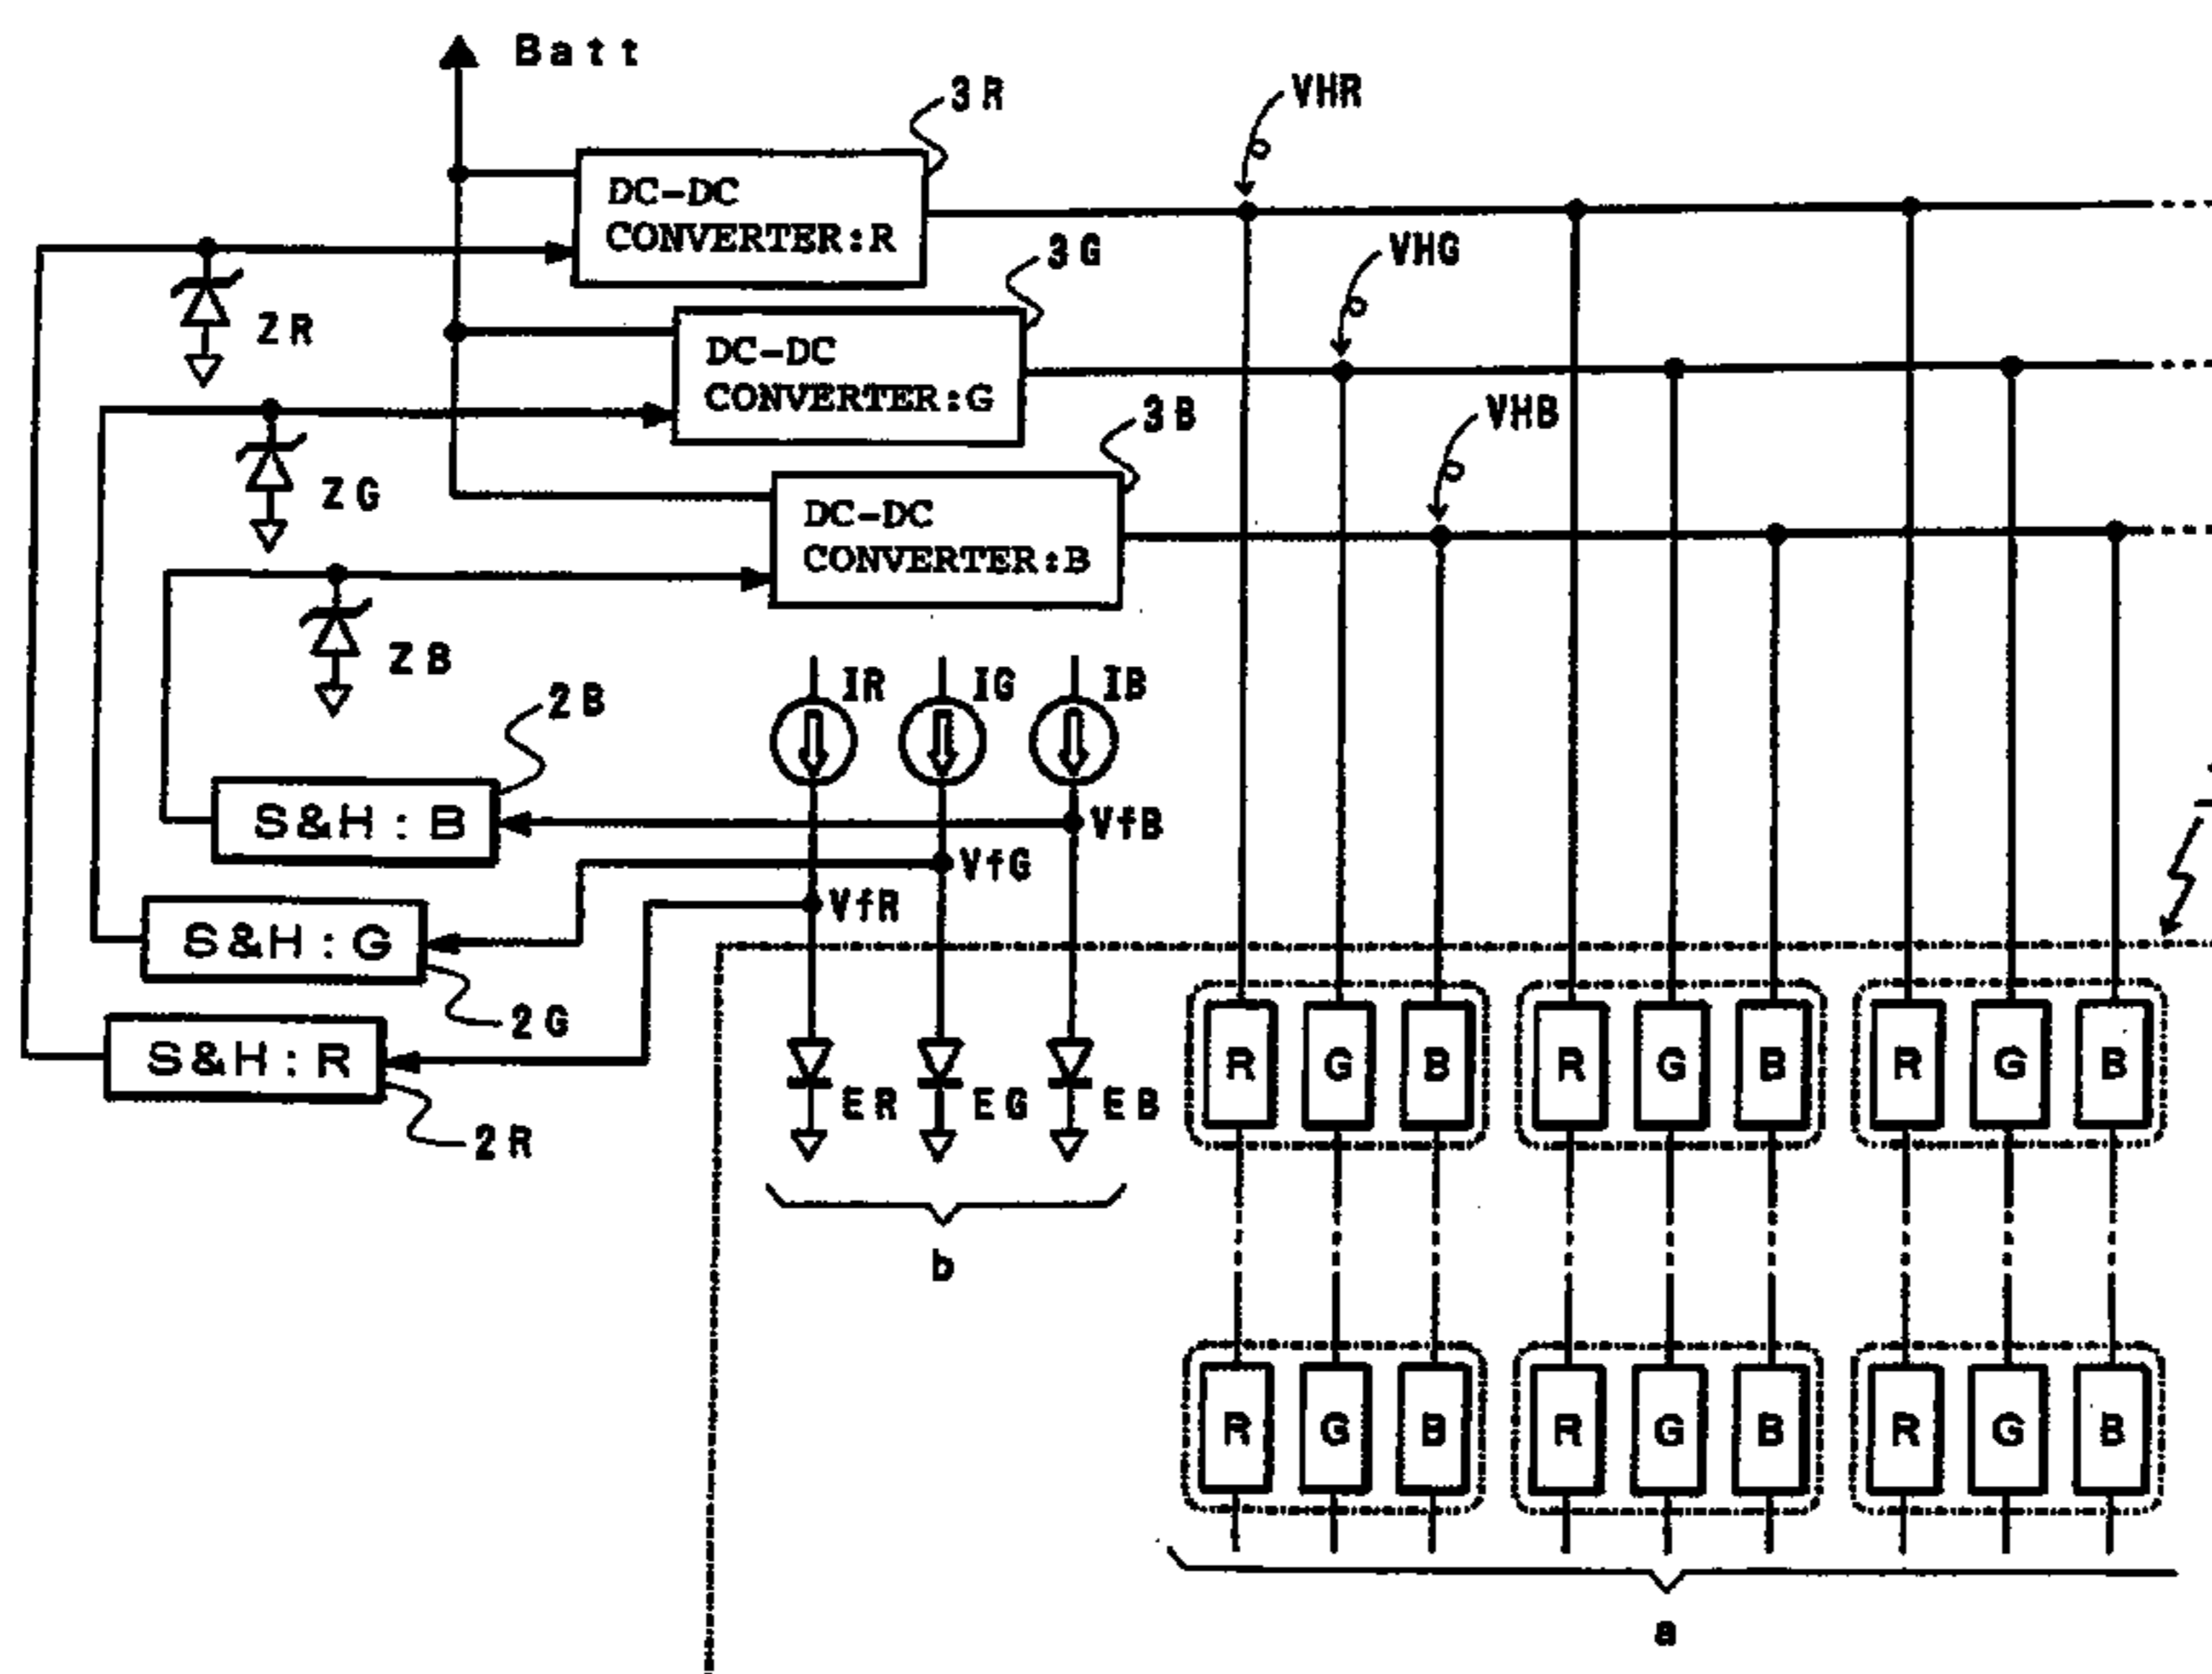 Batt
3R
VHR
DC-DC
CONVERTER:R
3G
VHG
ZR
DC-DC
CONVERTER:G
3B
VHB
ZG
DC-DC
CONVERTER:B
ZB
2B
IR IG IB
S&H:B
VfB
VfG
VfR
S&H:G
2G
S&H:R
2R
ER EG EB
R G B R G B R G B
b
R G B R G B R G B
a